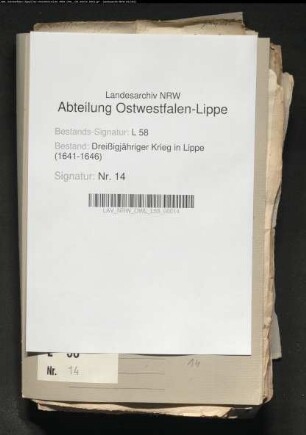 Landesarchiv NRW
Abteilung Ostwestfalen-Lippe
Bestands-Signatur: L 58
Bestand: Dreißigjähriger Krieg in Lippe
(1641-1646)
Signatur: Nr. 14
Nr. 14
14